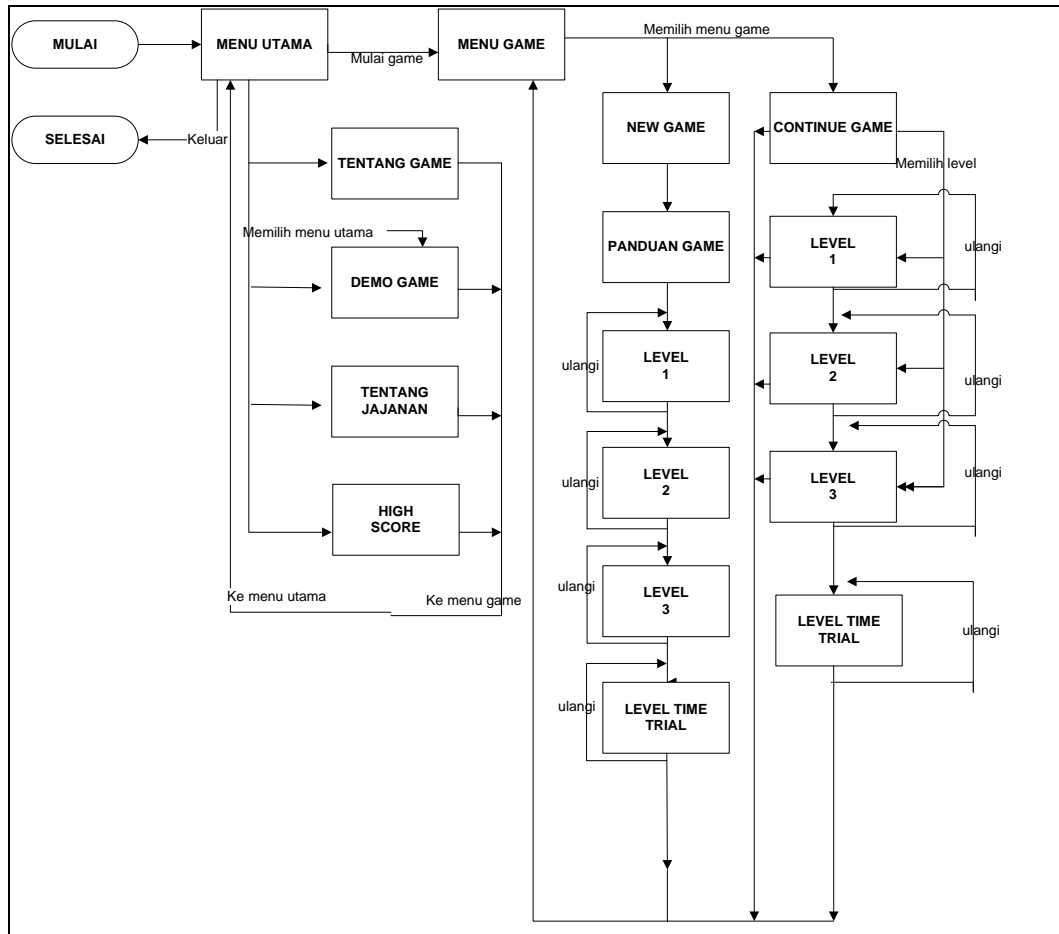 MULAI
MENU UTAMA
Mulai game
MENU GAME
Memilih menu game
SELESAI
Keluar
NEW GAME
CONTINUE GAME
TENTANG GAME
Memilih level
Memilih menu utama
PANDUAN GAME
LEVEL
1
ulangi
DEMO GAME
ulangi
LEVEL
1
LEVEL
2
ulangi
TENTANG
JAJANAN
ulangi
LEVEL
2
LEVEL
3
ulangi
HIGH
SCORE
Ke menu utama
Ke menu game
ulangi
LEVEL
3
LEVEL TIME
TRIAL
ulangi
ulangi
LEVEL TIME
TRIAL